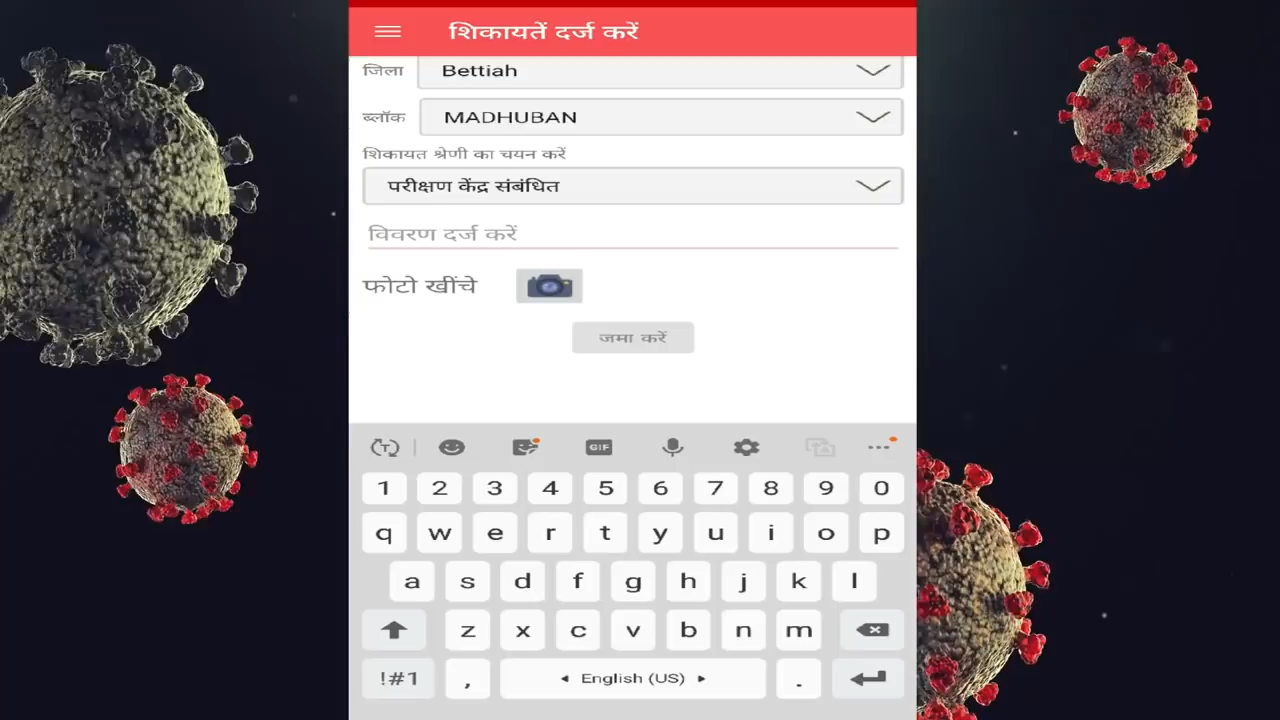 शिकायतें दर्ज करें
जिला Bettiah
ब्लॉक MADHUBAN
शिकायत श्रेणी का चयन करें
परीक्षण केंद्र संबंधित
विवरण दर्ज करें
फोटो खींचे
जमा करें
T GIF
1 2 3 4 5 6 7 8 9 0
q w e r t y u i o p
a s d f g h j k l
z x c v b n m
!#1 , ◄ English (US) ► .